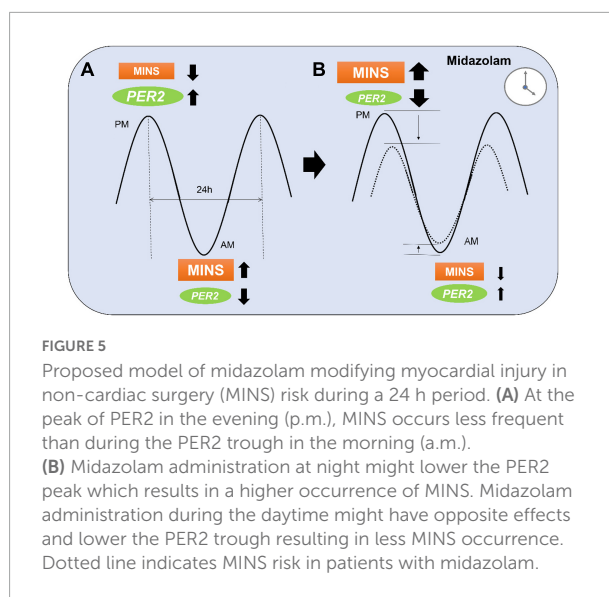 A
MINS
PER2
PM
24h
AM
MINS
PER2
B
Midazolam
MINS
PER2
PM
AM
MINS
PER2
FIGURE 5
Proposed model of midazolam modifying myocardial injury in
non-cardiac surgery (MINS) risk during a 24 h period. (A) At the
peak of PER2 in the evening (p.m.), MINS occurs less frequent
than during the PER2 trough in the morning (a.m.).
(B) Midazolam administration at night might lower the PER2
peak which results in a higher occurrence of MINS. Midazolam
administration during the daytime might have opposite effects
and lower the PER2 trough resulting in less MINS occurrence.
Dotted line indicates MINS risk in patients with midazolam.